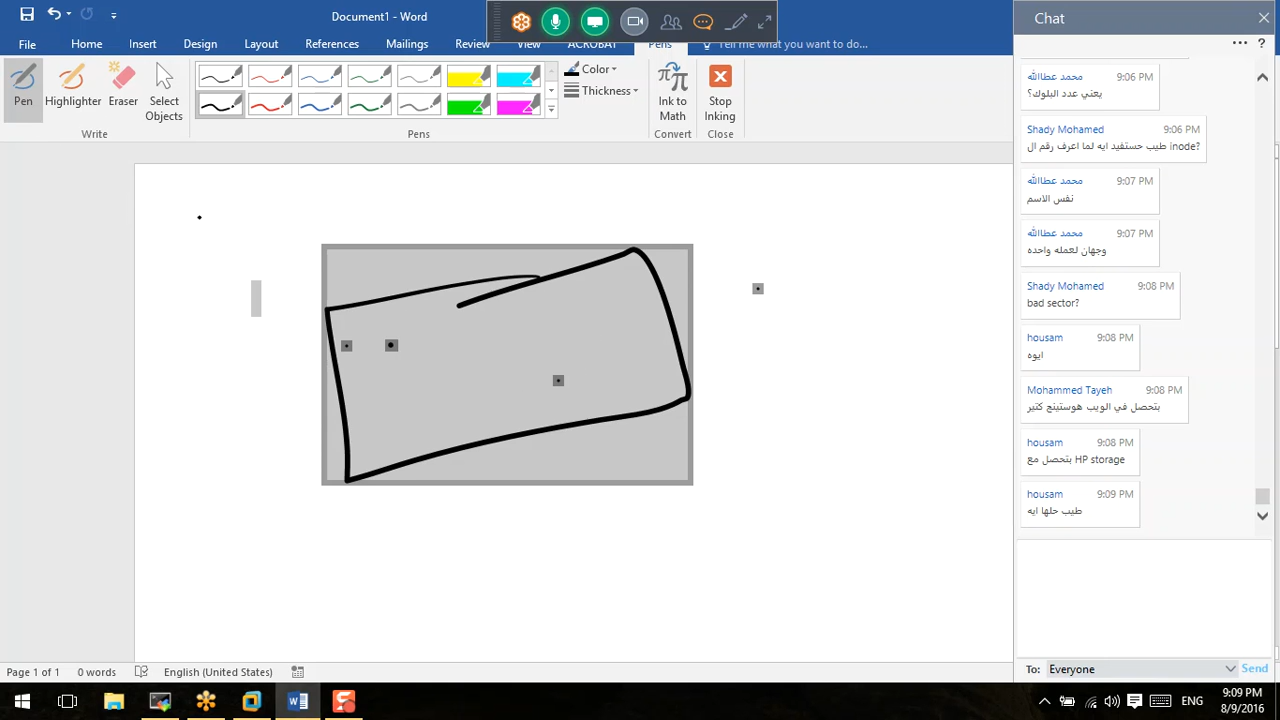 Document1 - Word
File
Home
Insert
Design
Layout
References
Mailings
Review
View
ACROBAT
Pens
Tell me what you want to do...
Pen
Highlighter
Eraser
Select Objects
Color
Thickness
Ink to Math
Stop Inking
Write
Pens
Convert
Close
Chat
محمد عطاالله 9:06 PM
يعني عدد البلوك؟
Shady Mohamed 9:06 PM
طيب حستفيد ايه لما اعرف رقم ال inode?
محمد عطاالله 9:07 PM
نفس الاسم
محمد عطاالله 9:07 PM
وجهان لعمله واحده
Shady Mohamed 9:08 PM
bad sector?
housam 9:08 PM
ايوه
Mohammed Tayeh 9:08 PM
بتحصل في الويب هوستينج كتير
housam 9:08 PM
بتحصل مع HP storage
housam 9:09 PM
طيب حلها ايه
To: Everyone Send
Page 1 of 1 0 words English (United States)
ENG 9:09 PM
8/9/2016